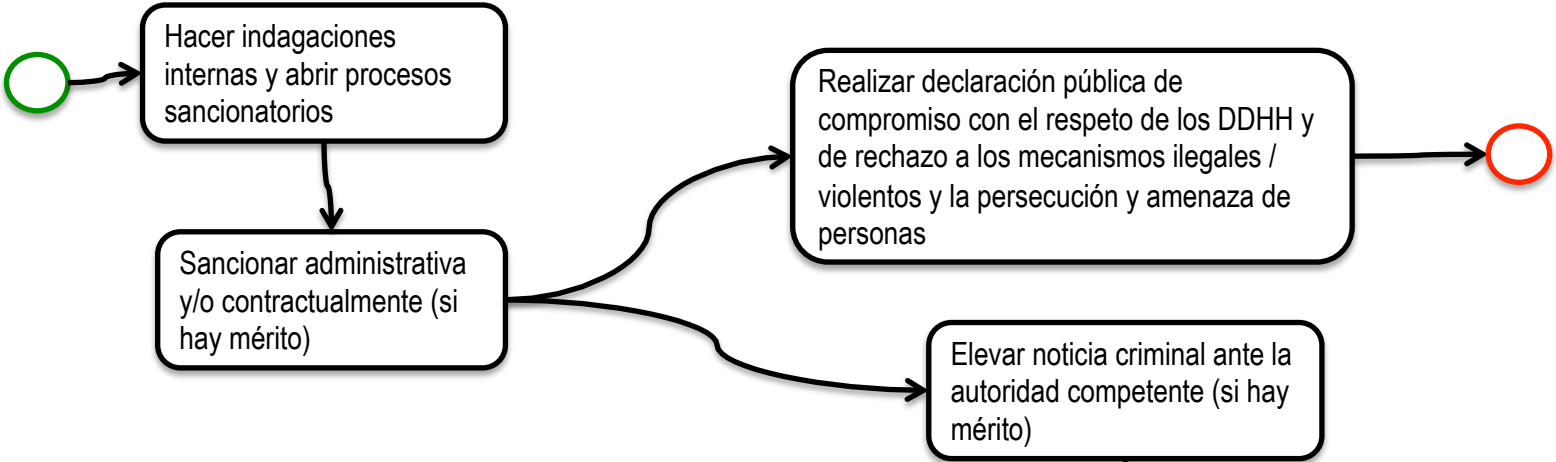 Hacer indagaciones
internas y abrir procesos
sancionatorios
Sancionar administrativa
y/o contractualmente (si
hay mérito)
Realizar declaración pública de
compromiso con el respeto de los DDHH y
de rechazo a los mecanismos ilegales /
violentos y la persecución y amenaza de
personas
Elevar noticia criminal ante la
autoridad competente (si hay
mérito)